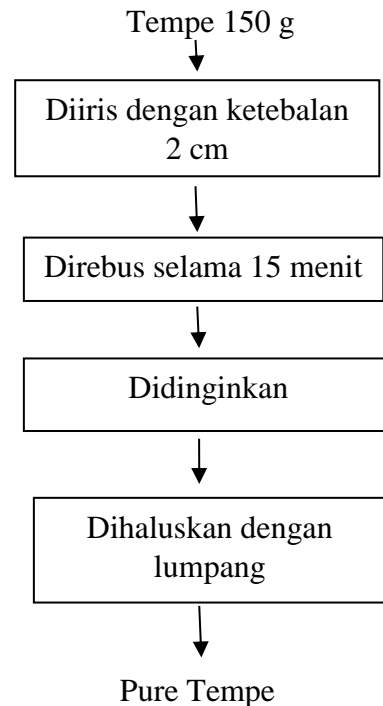 Tempe 150 g
Diiris dengan ketebalan
2 cm
Direbus selama 15 menit
Didinginkan
Dihaluskan dengan
lumpang
Pure Tempe